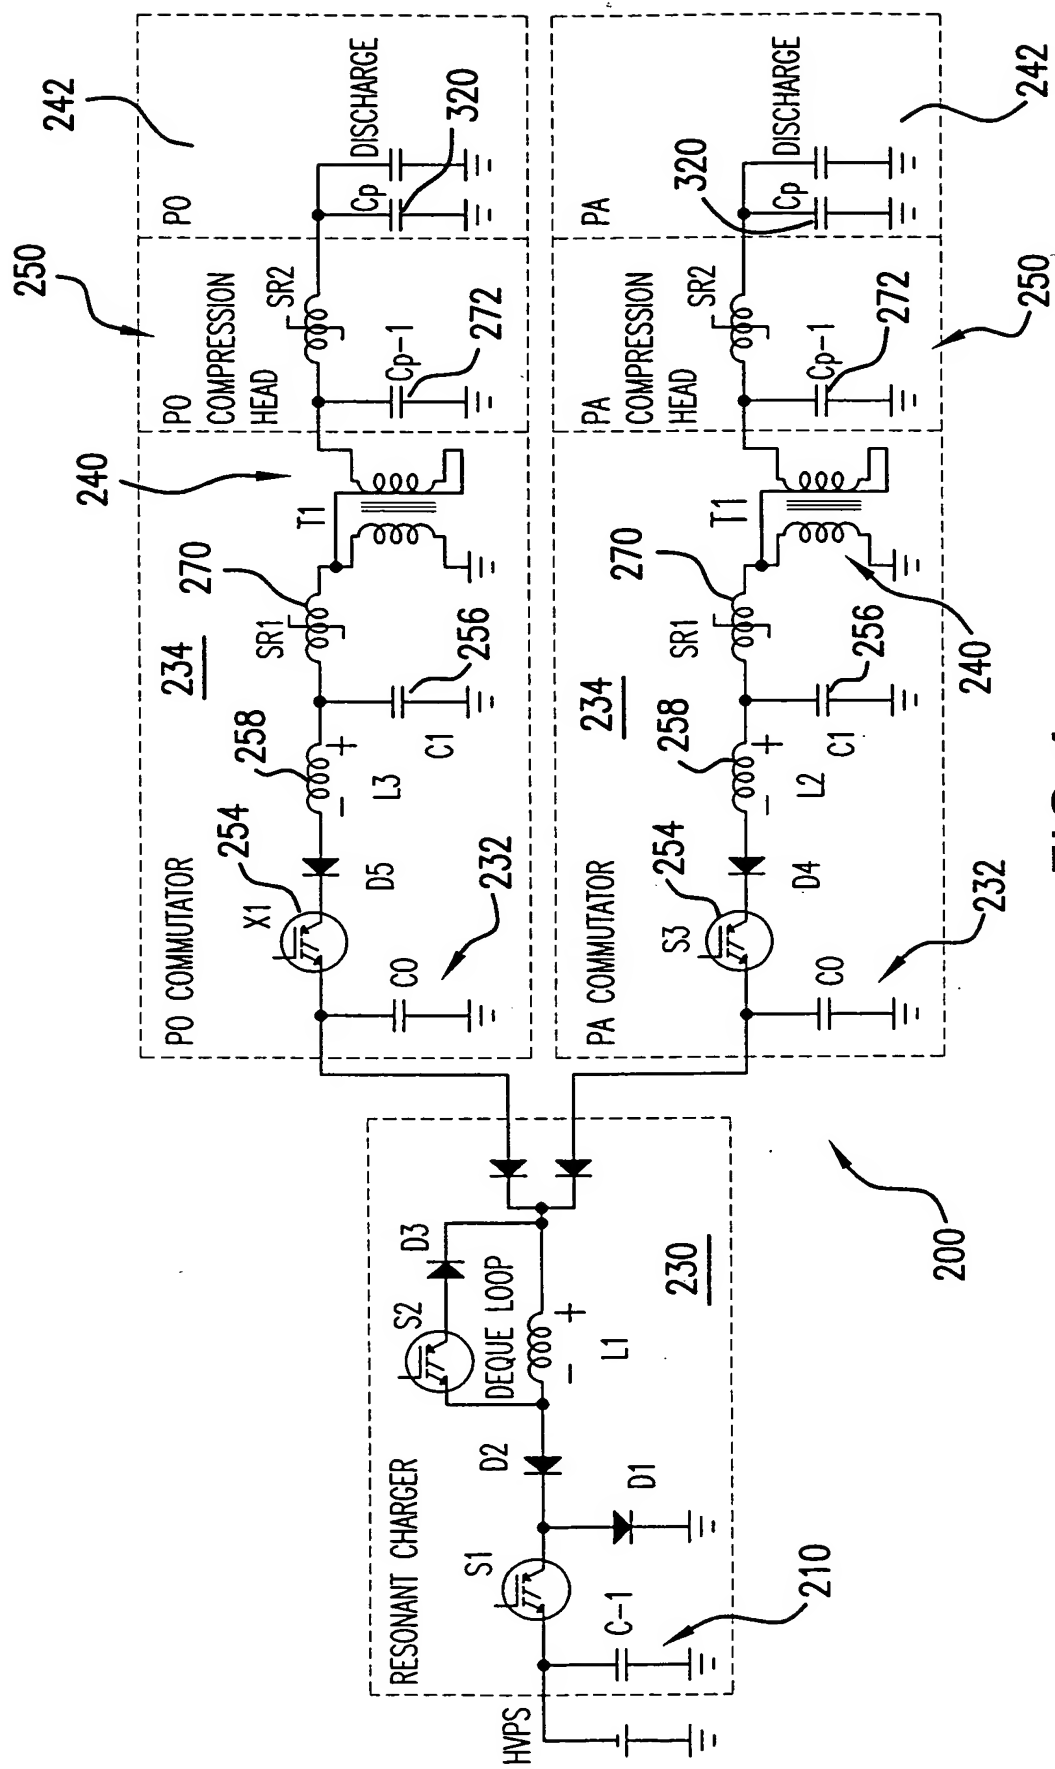 HVPS
RESONANT CHARGER
C-1
210
S1
D1
D2
S2
D3
DEQUE LOOP
-
+
L1
230
200
PO COMMUTATOR
C0
232
X1
254
D5
-
+
L3
258
C1
256
234
SR1
270
T1
240
PO
COMPRESSION
HEAD
250
Cp-1
272
SR2
PO
242
Cp
320
DISCHARGE
PA COMMUTATOR
C0
232
S3
254
D4
-
+
L2
258
C1
256
234
SR1
270
T1
240
PA
COMPRESSION
HEAD
250
Cp-1
272
SR2
PA
242
Cp
320
DISCHARGE